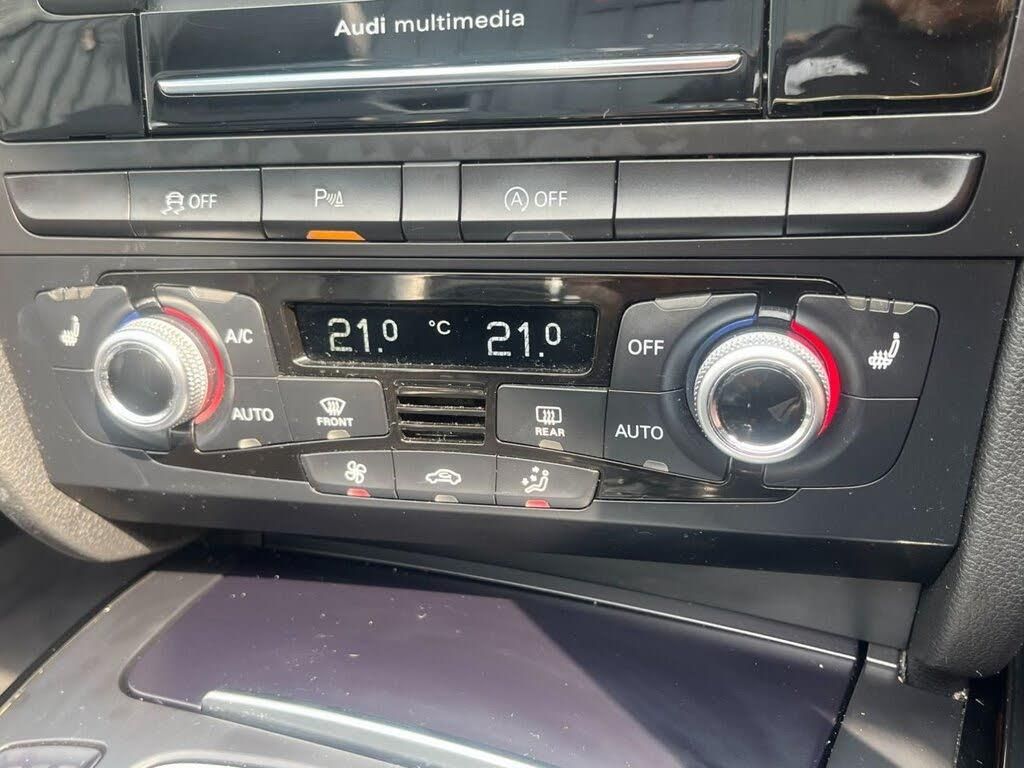 Audi multimedia
OFF
P
A OFF
A/C
21.0 °C 21.0
OFF
AUTO
FRONT
REAR
AUTO